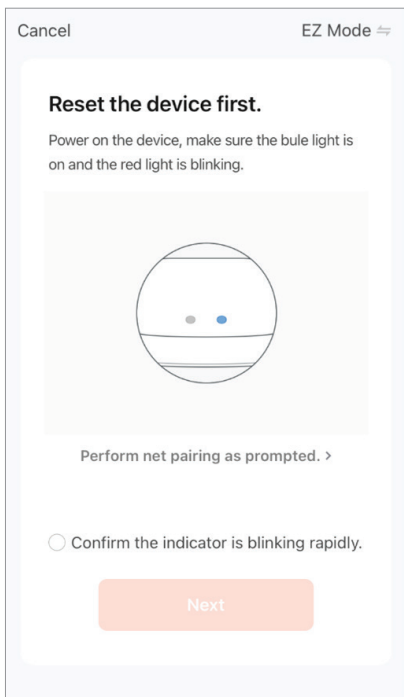 Cancel
EZ Mode
Reset the device first.
Power on the device, make sure the bule light is
on and the red light is blinking.
Perform net pairing as prompted. >
Confirm the indicator is blinking rapidly.
Next